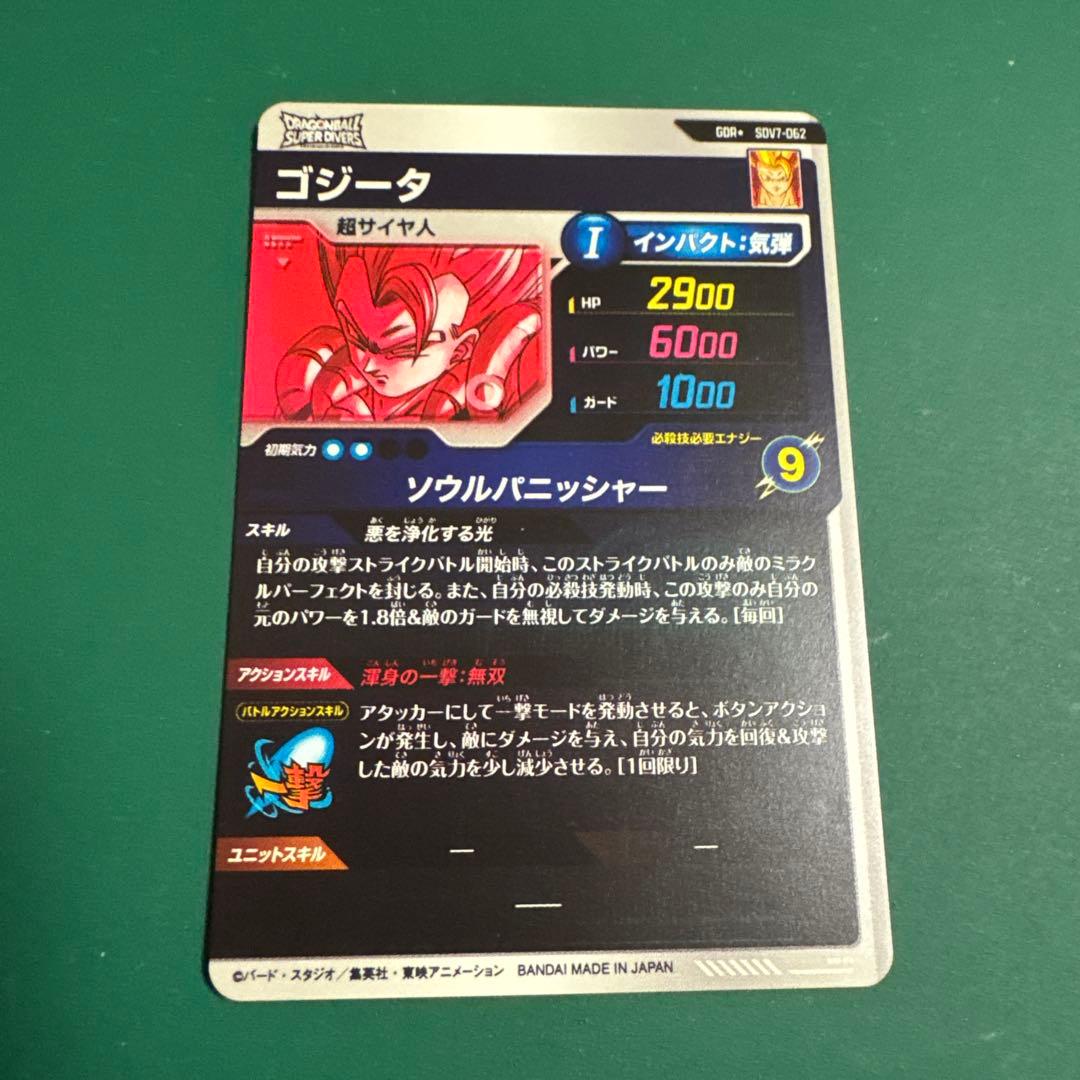 DRAGONBALL
SUPER DIVERS
GDR★ SDV7-062
ゴジータ
超サイヤ人
I インパクト:気弾
HP 2900
パワー 6000
ガード 1000
初期気力
必殺技必要エナジー
9
ソウルパニッシャー
スキル 悪を浄化する光
自分の攻撃ストライクバトル開始時、このストライクバトルのみ敵のミラク
ルパーフェクトを封じる。また、自分の必殺技発動時、この攻撃のみ自分の
元のパワーを1.8倍&敵のガードを無視してダメージを与える。[毎回]
アクションスキル 渾身の一撃:無双
バトルアクションスキル
アタッカーにして一撃モードを発動させると、ボタンアクショ
ンが発生し、敵にダメージを与え、自分の気力を回復&攻撃
した敵の気力を少し減少させる。[1回限り]
一撃
ユニットスキル — —
—
©バード・スタジオ/集英社・東映アニメーション BANDAI MADE IN JAPAN